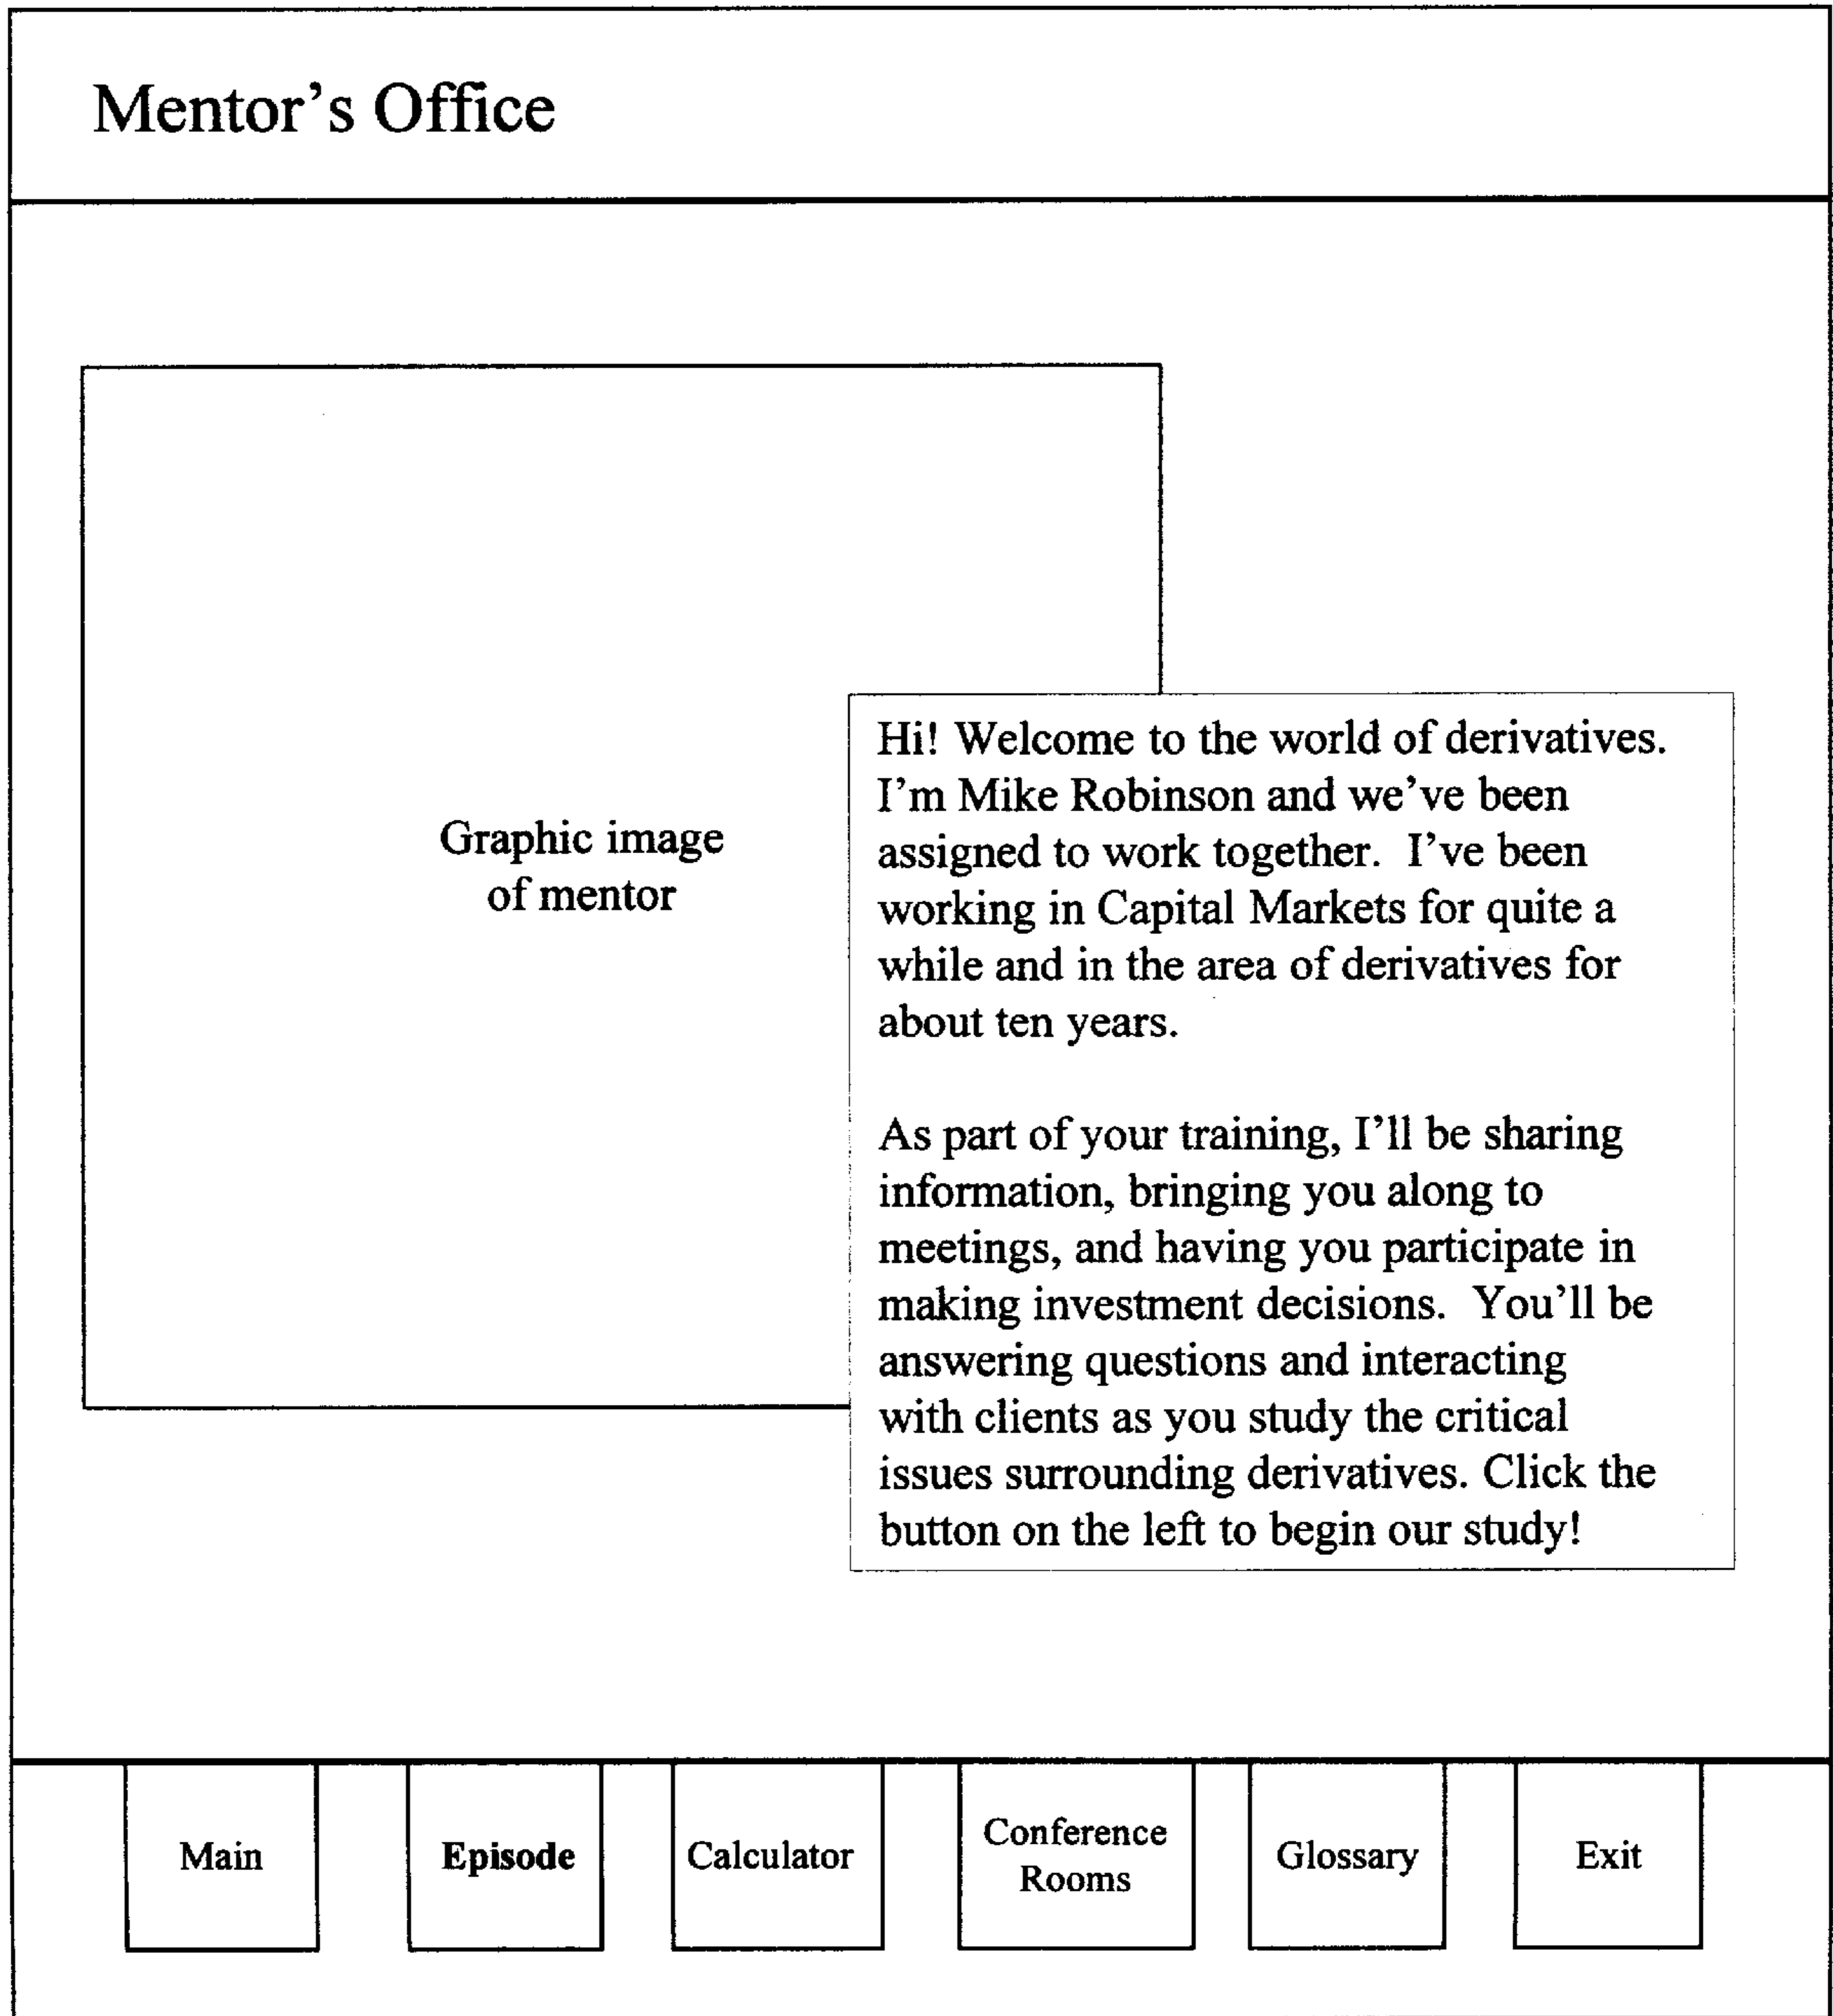 Mentor’s Office
Graphic image
of mentor
Hi! Welcome to the world of derivatives.
I’m Mike Robinson and we’ve been
assigned to work together.  I’ve been
working in Capital Markets for quite a
while and in the area of derivatives for
about ten years.
As part of your training, I’ll be sharing
information, bringing you along to
meetings, and having you participate in
making investment decisions.  You’ll be
answering questions and interacting
with clients as you study the critical
issues surrounding derivatives. Click the
button on the left to begin our study!
Main
Episode
Calculator
Conference
Rooms
Glossary
Exit